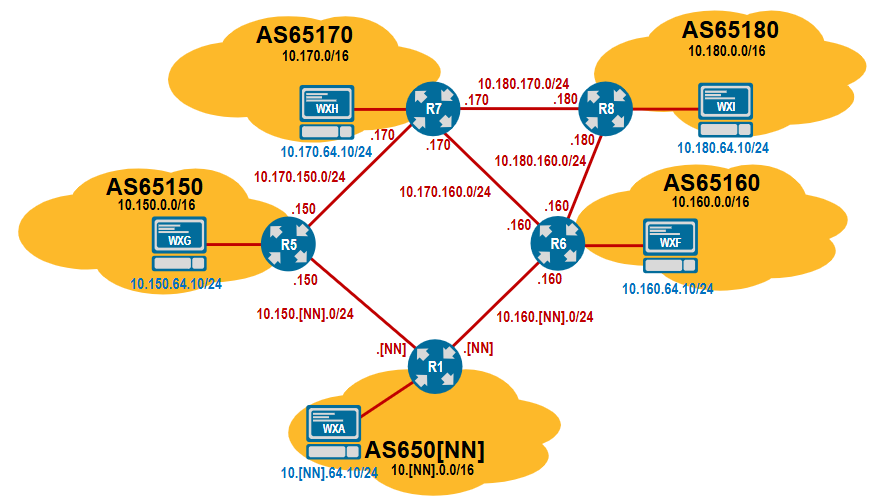 AS65170
10.170.0/16
AS65180
10.180.0.0/16
WXH
R7
10.180.170.0/24
.170
.180
R8
WXI
.170
.170
.180
10.170.64.10/24
10.180.160.0/24
10.180.64.10/24
10.170.150.0/24
10.170.160.0/24
AS65150
10.150.0.0/16
AS65160
10.160.0.0/16
.150
.160
.160
WXG
R5
R6
WXF
10.150.64.10/24
.150
.160
10.160.64.10/24
10.150.[NN].0/24
10.160.[NN].0/24
.[NN]
.[NN]
R1
WXA
AS650[NN]
10.[NN].0.0/16
10.[NN].64.10/24